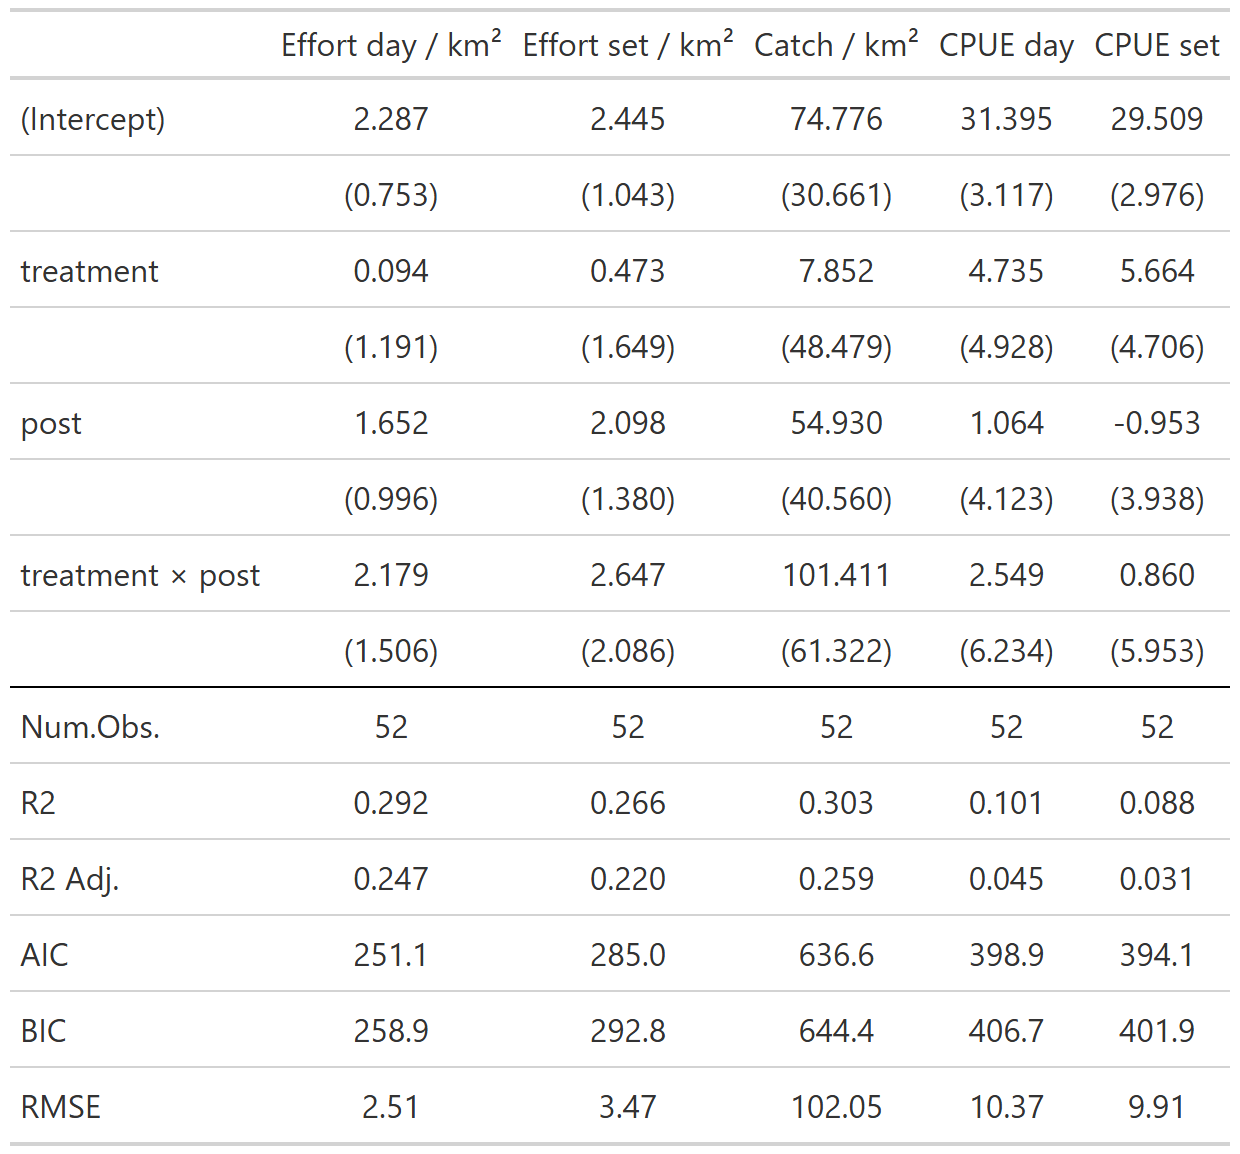 Effort day / km² Effort set / km² Catch / km² CPUE day CPUE set
(Intercept) 2.287 2.445 74.776 31.395 29.509
(0.753) (1.043) (30.661) (3.117) (2.976)
treatment 0.094 0.473 7.852 4.735 5.664
(1.191) (1.649) (48.479) (4.928) (4.706)
post 1.652 2.098 54.930 1.064 -0.953
(0.996) (1.380) (40.560) (4.123) (3.938)
treatment × post 2.179 2.647 101.411 2.549 0.860
(1.506) (2.086) (61.322) (6.234) (5.953)
Num.Obs. 52 52 52 52 52
R2 0.292 0.266 0.303 0.101 0.088
R2 Adj. 0.247 0.220 0.259 0.045 0.031
AIC 251.1 285.0 636.6 398.9 394.1
BIC 258.9 292.8 644.4 406.7 401.9
RMSE 2.51 3.47 102.05 10.37 9.91